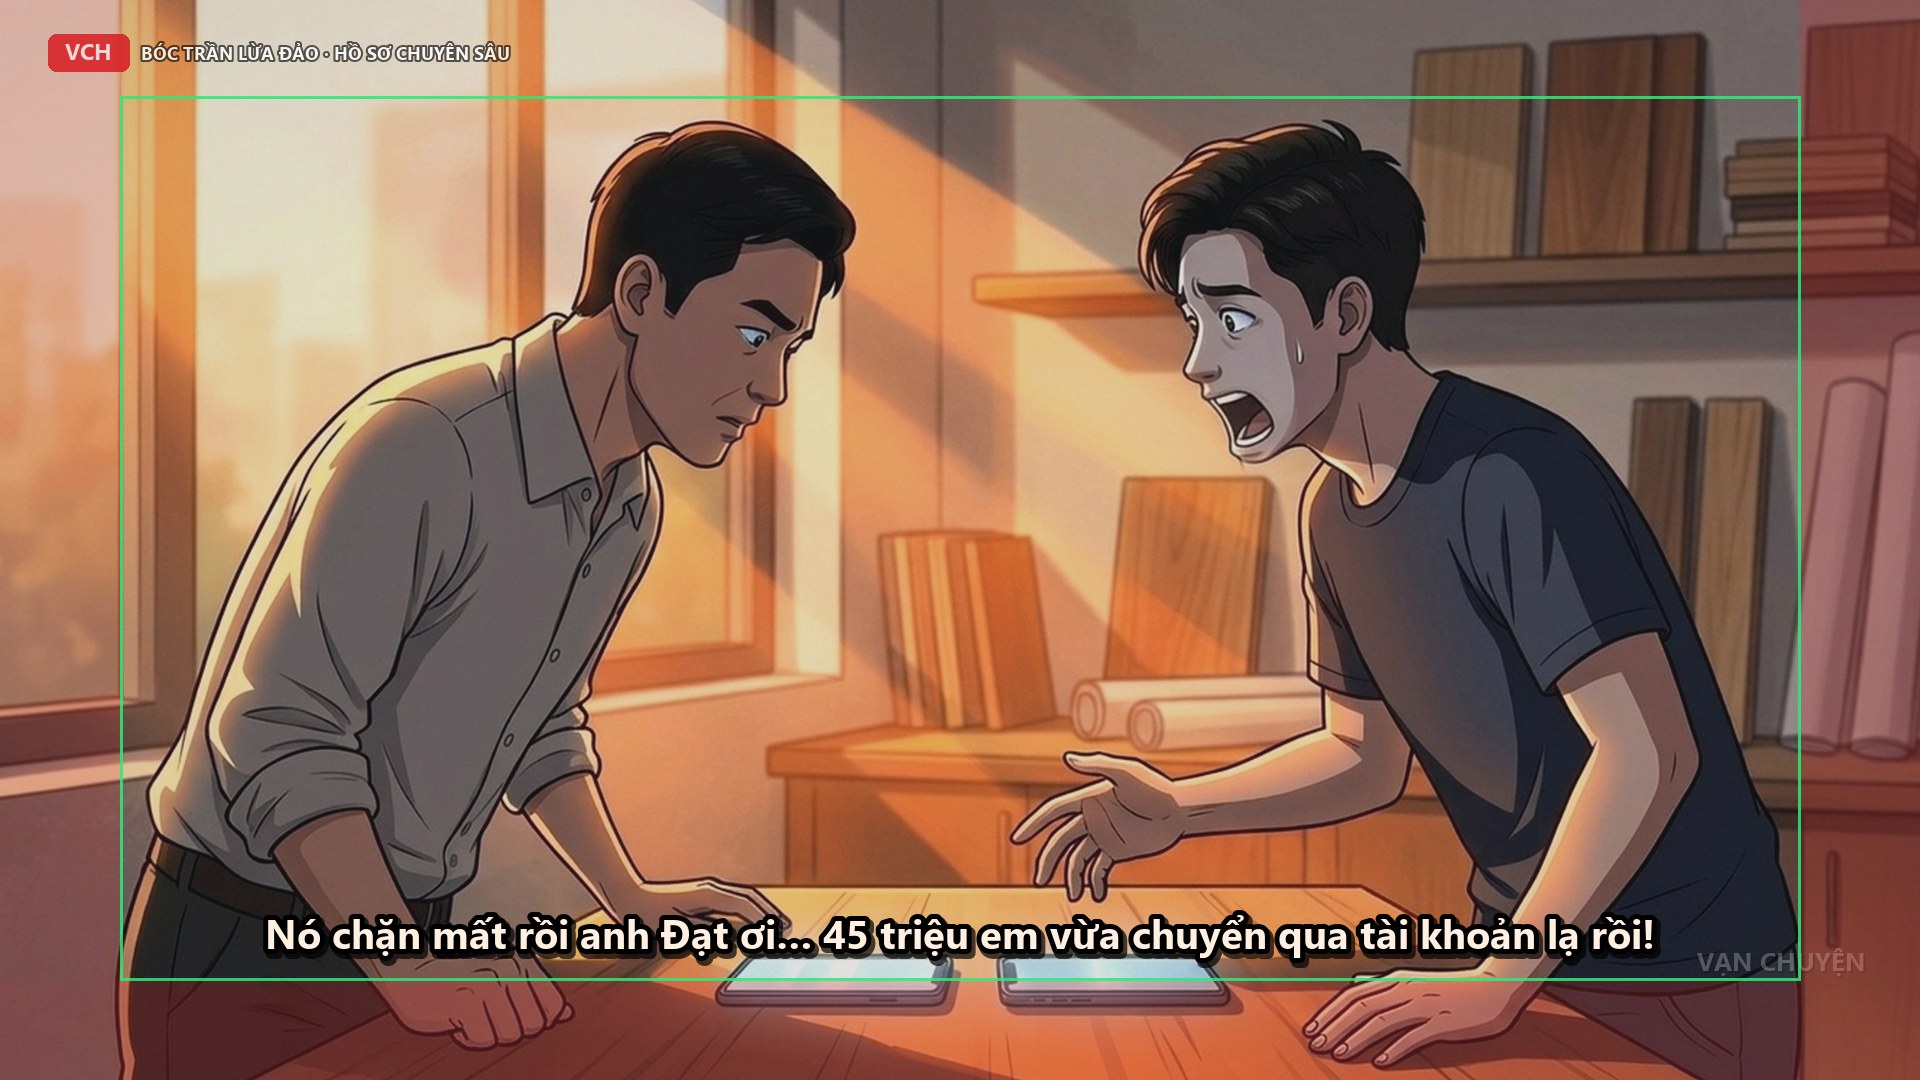 VCH BÓC TRẦN LỪA ĐẢO · HỒ SƠ CHUYÊN SÂU
Nó chặn mất rồi anh Đạt ơi... 45 triệu em vừa chuyển qua tài khoản lạ rồi!
VẠN CHUYỆN